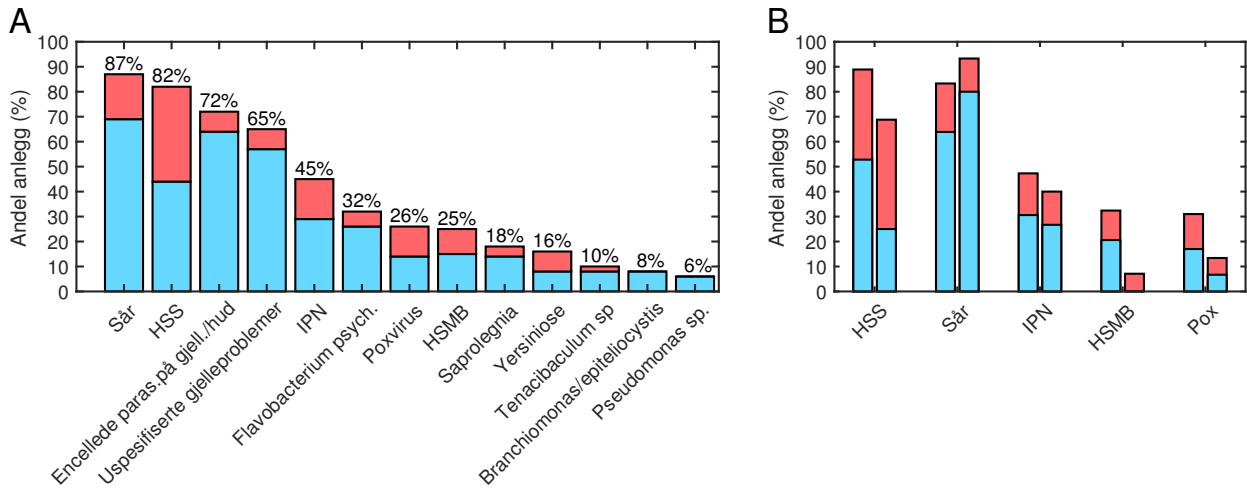 A
Andel anlegg (%)
100
90
80
70
60
50
40
30
20
10
0
87%
82%
72%
65%
45%
32%
26%
25%
18%
16%
10%
8%
6%
Sår
HSS
Encellede paras.på gjell./hud
Uspesifiserte gjelleproblemer
IPN
Flavobacterium psych.
Poxvirus
HSMB
Saprolegnia
Yersiniose
Tenacibaculum sp
Branchiomonas/epiteliocystis
Pseudomonas sp.
B
Andel anlegg (%)
100
90
80
70
60
50
40
30
20
10
0
HSS
Sår
IPN
HSMB
Pox